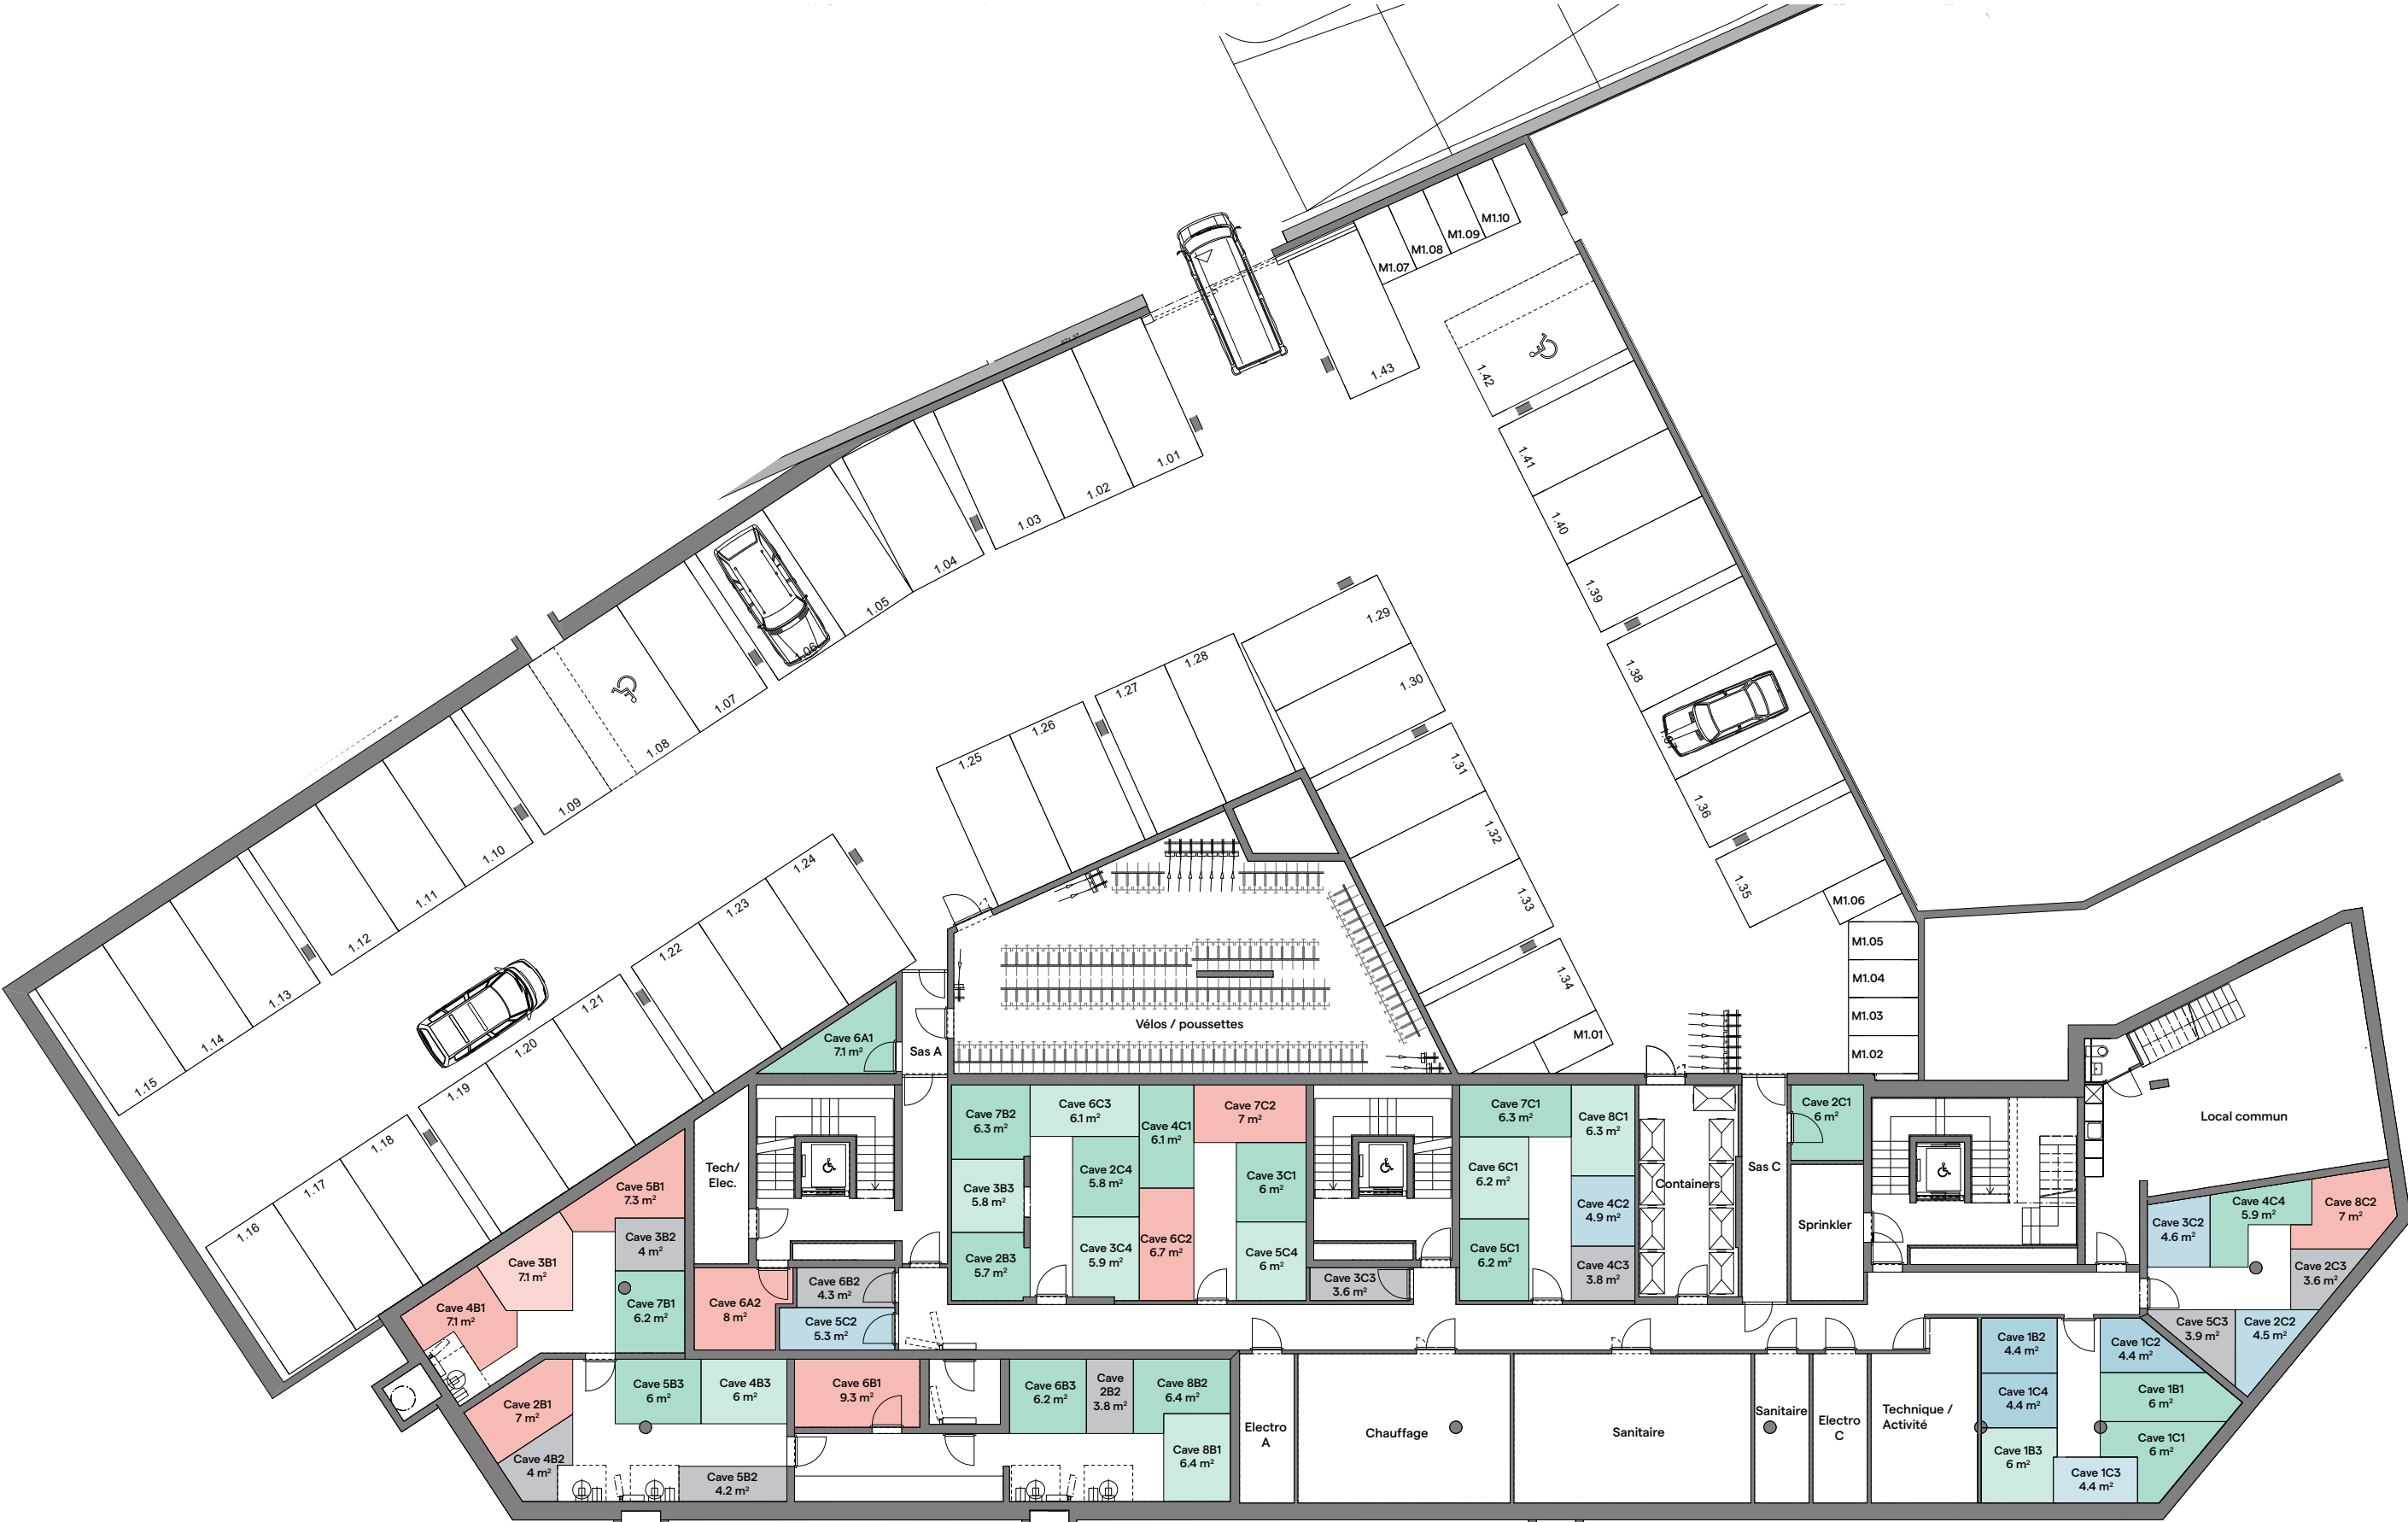 M1.10
M1.09
M1.08
M1.07
1.43
1.42
1.41
1.40
1.39
1.38
1.37
1.36
1.35
M1.06
M1.05
M1.04
M1.03
M1.02
1.01
1.02
1.03
1.04
1.05
1.06
1.07
1.08
1.09
1.10
1.11
1.12
1.13
1.14
1.15
1.16
1.17
1.18
1.19
1.20
1.21
1.22
1.23
1.24
1.25
1.26
1.27
1.28
1.29
1.30
1.31
1.32
1.33
1.34
M1.01
Vélos / poussettes
Cave 6A1
7.1 m²
Sas A
Tech/
Elec.
Cave 7B2
6.3 m²
Cave 6C3
6.1 m²
Cave 4C1
6.1 m²
Cave 7C2
7 m²
Cave 3B3
5.8 m²
Cave 2C4
5.8 m²
Cave 3C1
6 m²
Cave 2B3
5.7 m²
Cave 3C4
5.9 m²
Cave 6C2
6.7 m²
Cave 5C4
6 m²
Cave 3C3
3.6 m²
Cave 7C1
6.3 m²
Cave 8C1
6.3 m²
Cave 6C1
6.2 m²
Cave 4C2
4.9 m²
Cave 5C1
6.2 m²
Cave 4C3
3.8 m²
Containers
Sas C
Cave 2C1
6 m²
Sprinkler
Local commun
Cave 4C4
5.9 m²
Cave 8C2
7 m²
Cave 3C2
4.6 m²
Cave 2C3
3.6 m²
Cave 5C3
3.9 m²
Cave 2C2
4.5 m²
Cave 5B1
7.3 m²
Cave 3B2
4 m²
Cave 3B1
7.1 m²
Cave 7B1
6.2 m²
Cave 4B1
7.1 m²
Cave 6A2
8 m²
Cave 6B2
4.3 m²
Cave 5C2
5.3 m²
Cave 2B1
7 m²
Cave 5B3
6 m²
Cave 4B3
6 m²
Cave 6B1
9.3 m²
Cave 6B3
6.2 m²
Cave
2B2
3.8 m²
Cave 8B2
6.4 m²
Cave 4B2
4 m²
Cave 5B2
4.2 m²
Cave 8B1
6.4 m²
Electro
A
Chauffage
Sanitaire
Sanitaire
Electro
C
Technique /
Activité
Cave 1B2
4.4 m²
Cave 1C2
4.4 m²
Cave 1C4
4.4 m²
Cave 1B1
6 m²
Cave 1B3
6 m²
Cave 1C1
6 m²
Cave 1C3
4.4 m²